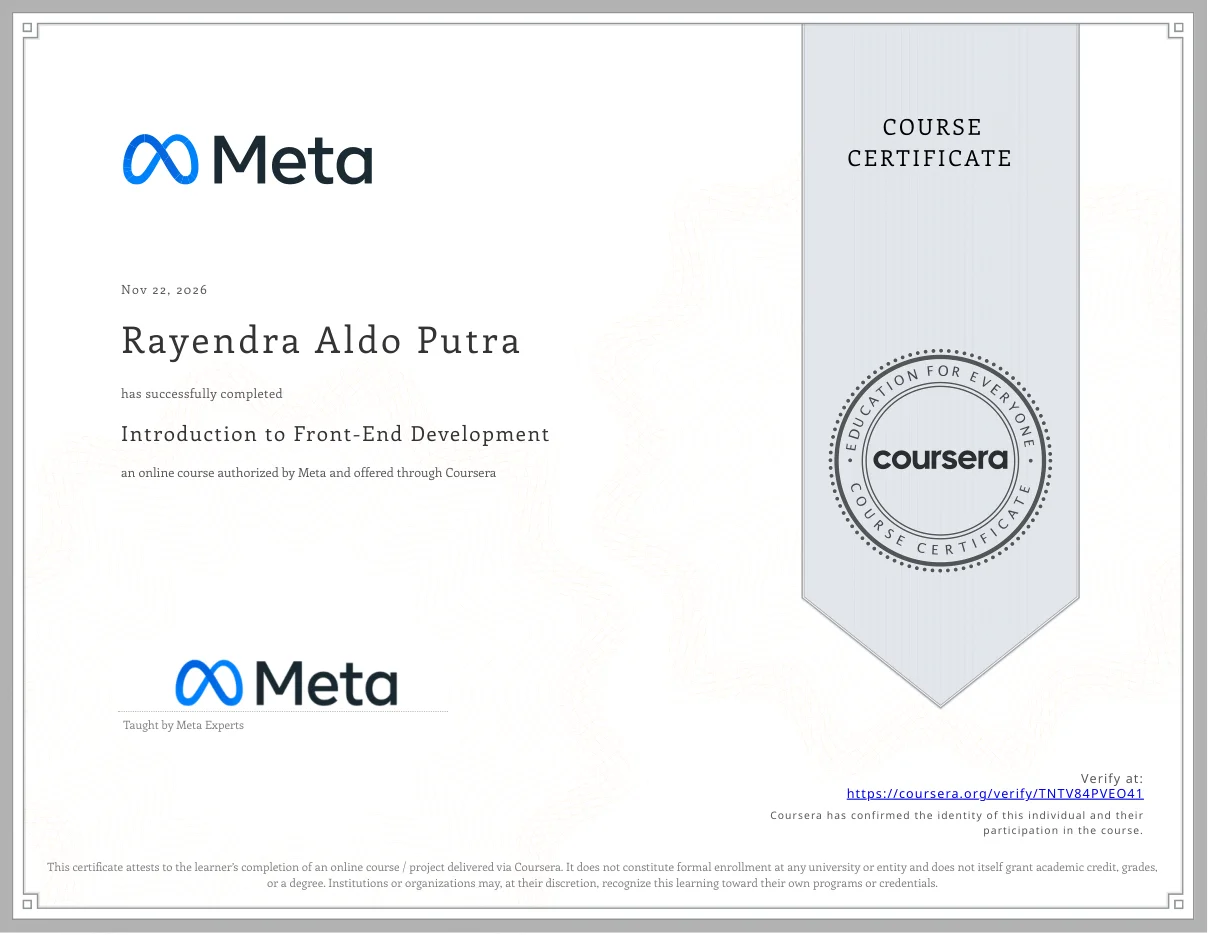 COURSE
CERTIFICATE
Meta
Nov 22, 2026
Rayendra Aldo Putra
has successfully completed
Introduction to Front-End Development
an online course authorized by Meta and offered through Coursera
EDUCATION FOR EVERYONE
coursera
COURSE CERTIFICATE
Meta
Taught by Meta Experts
Verify at:
https://coursera.org/verify/TNTV84PVEO41
Coursera has confirmed the identity of this individual and their
participation in the course.
This certificate attests to the learner's completion of an online course / project delivered via Coursera. It does not constitute formal enrollment at any university or entity and does not itself grant academic credit, grades,
or a degree. Institutions or organizations may, at their discretion, recognize this learning toward their own programs or credentials.